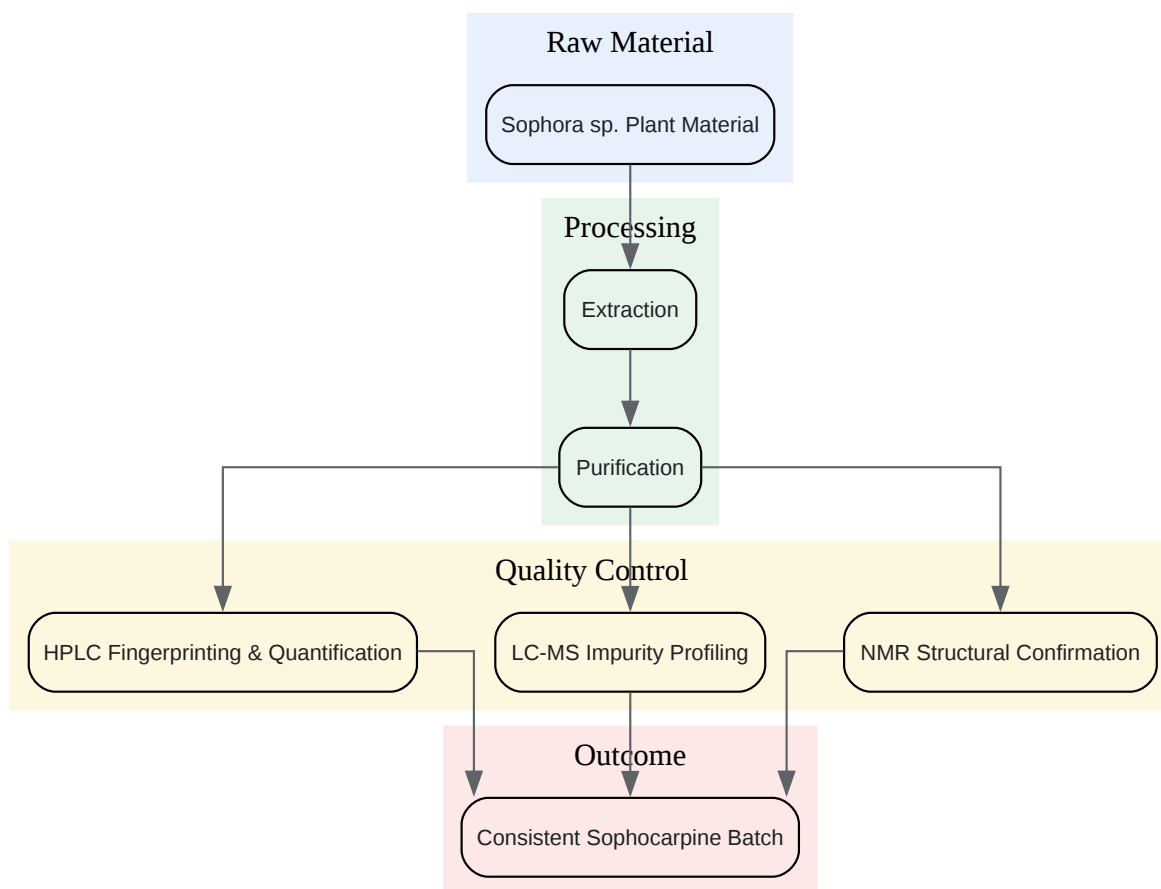 Raw Material
Sophora sp. Plant Material
Processing
Extraction
Purification
Quality Control
HPLC Fingerprinting & Quantification
LC-MS Impurity Profiling
NMR Structural Confirmation
Outcome
Consistent Sophocarpine Batch